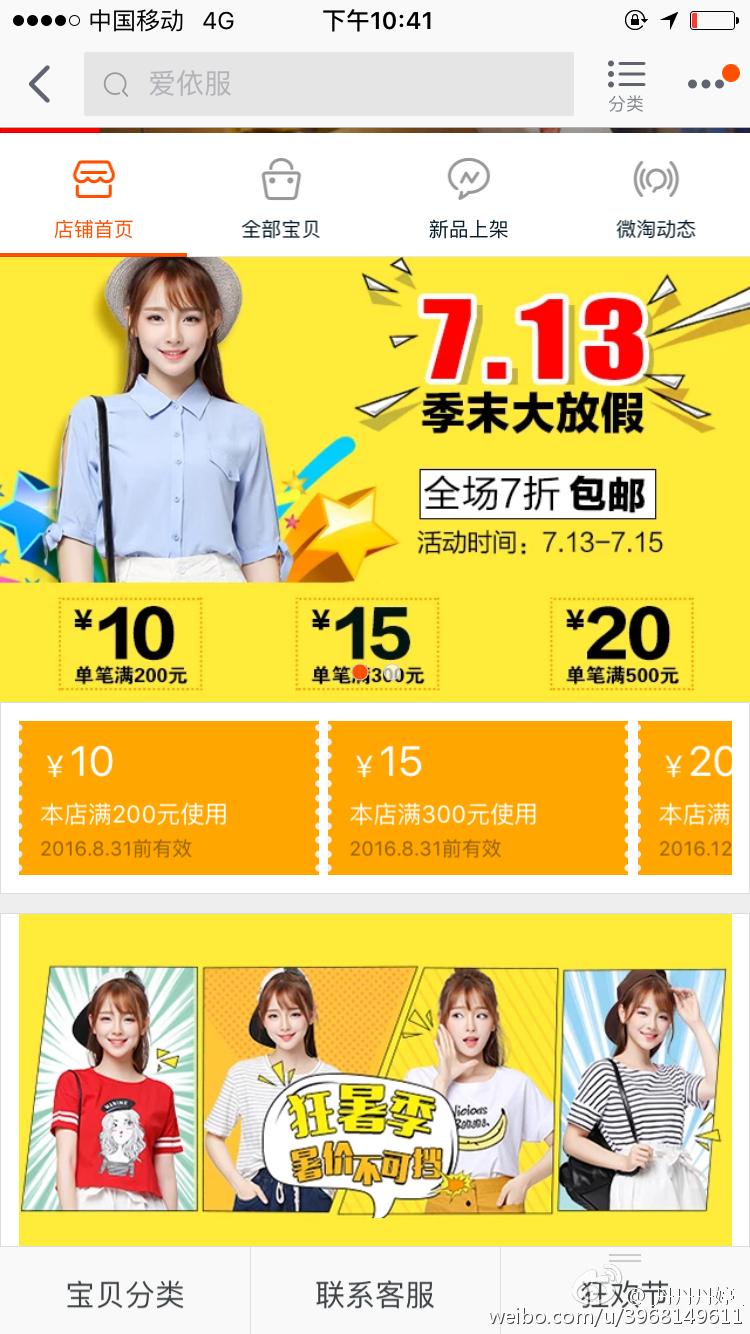 中国移动 4G 下午10:41
爱依服
分类
店铺首页 全部宝贝 新品上架 微淘动态
7.13
季末大放假
全场7折 包邮
活动时间：7.13-7.15
¥10 ¥15 ¥20
单笔满200元 单笔满300元 单笔满500元
¥10 ¥15 ¥20
本店满200元使用 本店满300元使用 本店满
2016.8.31前有效 2016.8.31前有效 2016.12
狂暑季
暑价不可挡
宝贝分类 联系客服 狂欢节
weibo.com/u/3968149611